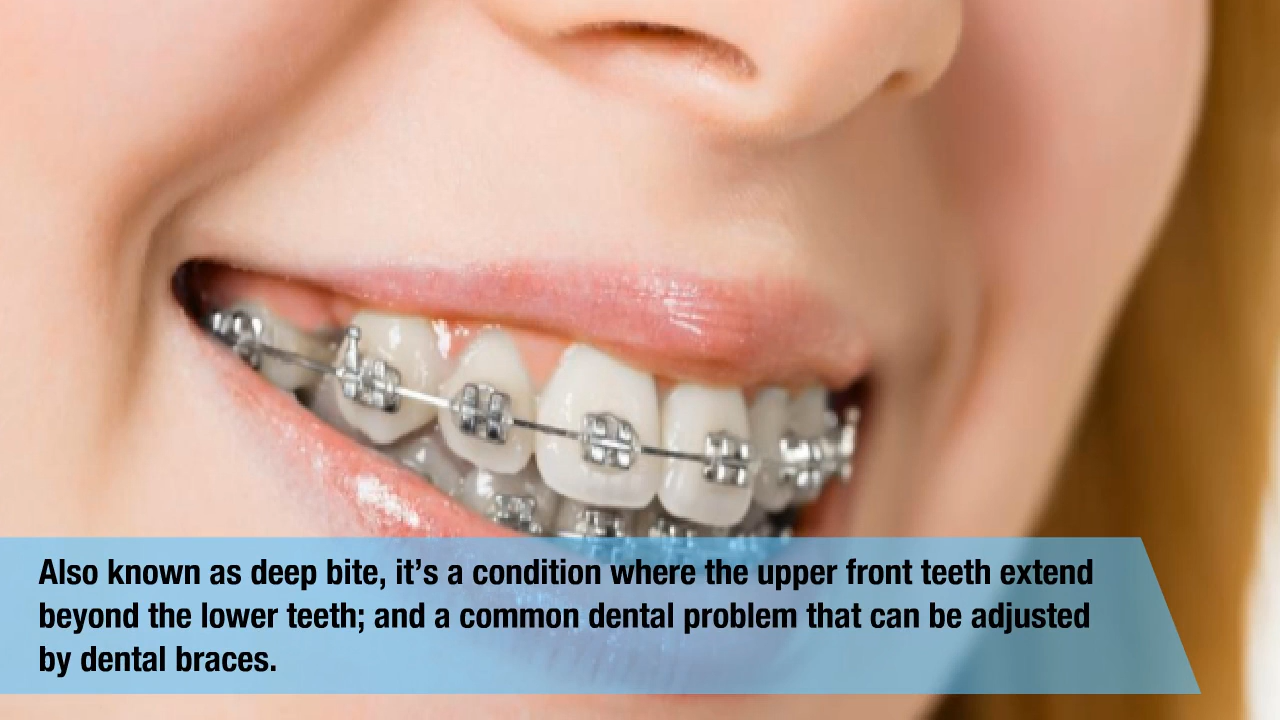 Also known as deep bite, it’s a condition where the upper front teeth extend
beyond the lower teeth; and a common dental problem that can be adjusted
by dental braces.